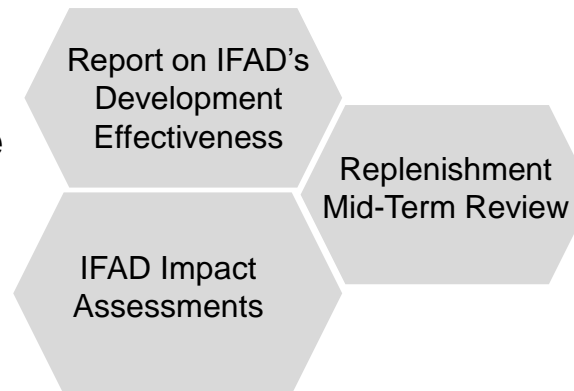 Report on IFAD's
Development
Effectiveness
e
Replenishment
Mid-Term Review
IFAD Impact
Assessments